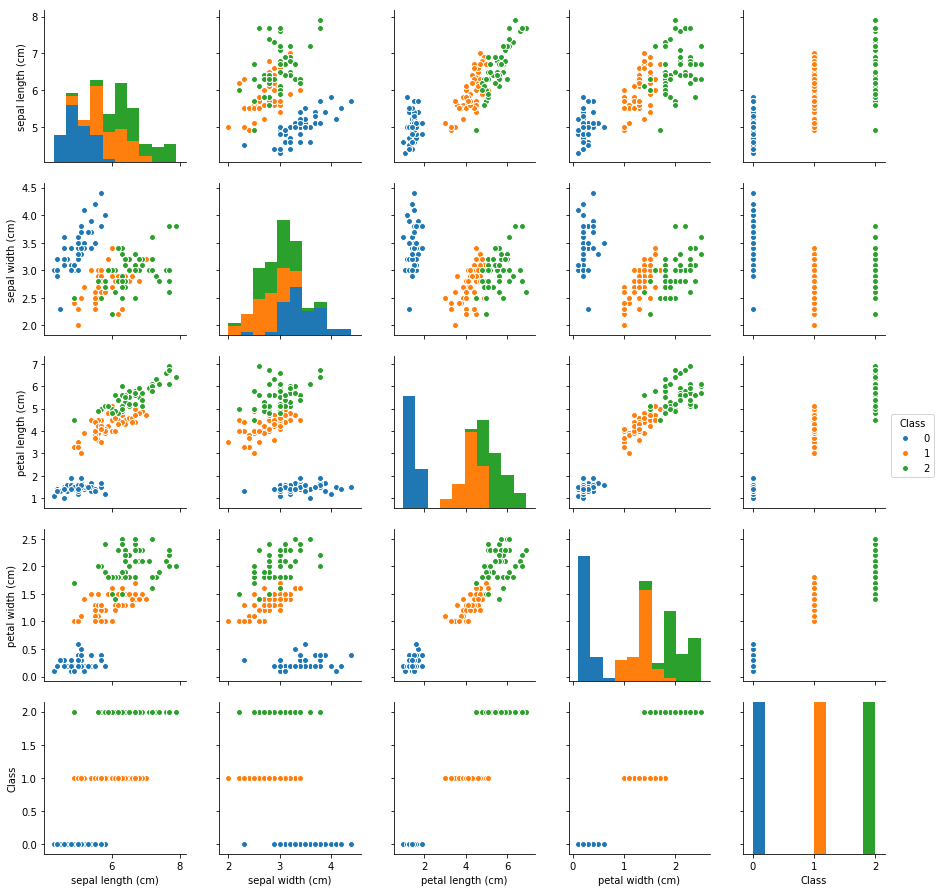 8
7
6
5
sepal length (cm)
4.5
4.0
3.5
3.0
2.5
2.0
sepal width (cm)
7
6
5
4
3
2
1
petal length (cm)
Class
0
1
2
2.5
2.0
1.5
1.0
0.5
0.0
petal width (cm)
2.0
1.5
1.0
0.5
0.0
Class
6 8
2 3 4
2 4 6
0 1 2
0 1 2
sepal length (cm)
sepal width (cm)
petal length (cm)
petal width (cm)
Class